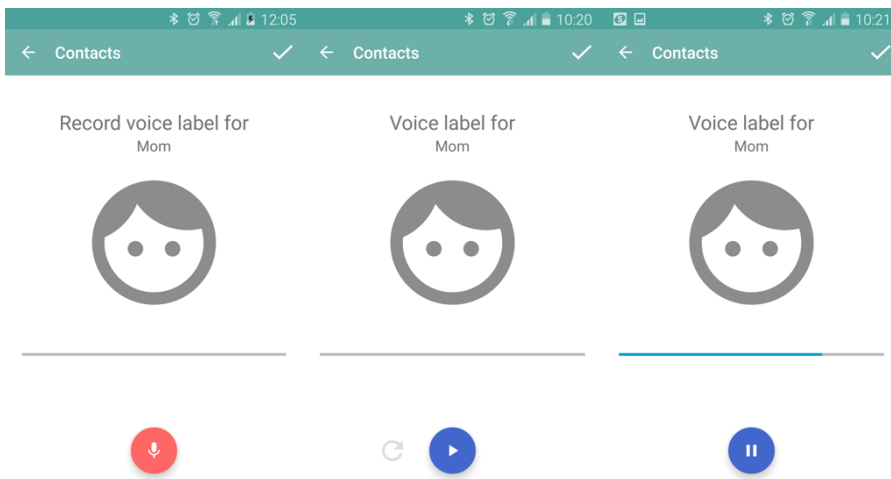 12:05
Contacts
Record voice label for
Mom
10:20
Contacts
Voice label for
Mom
10:21
Contacts
Voice label for
Mom